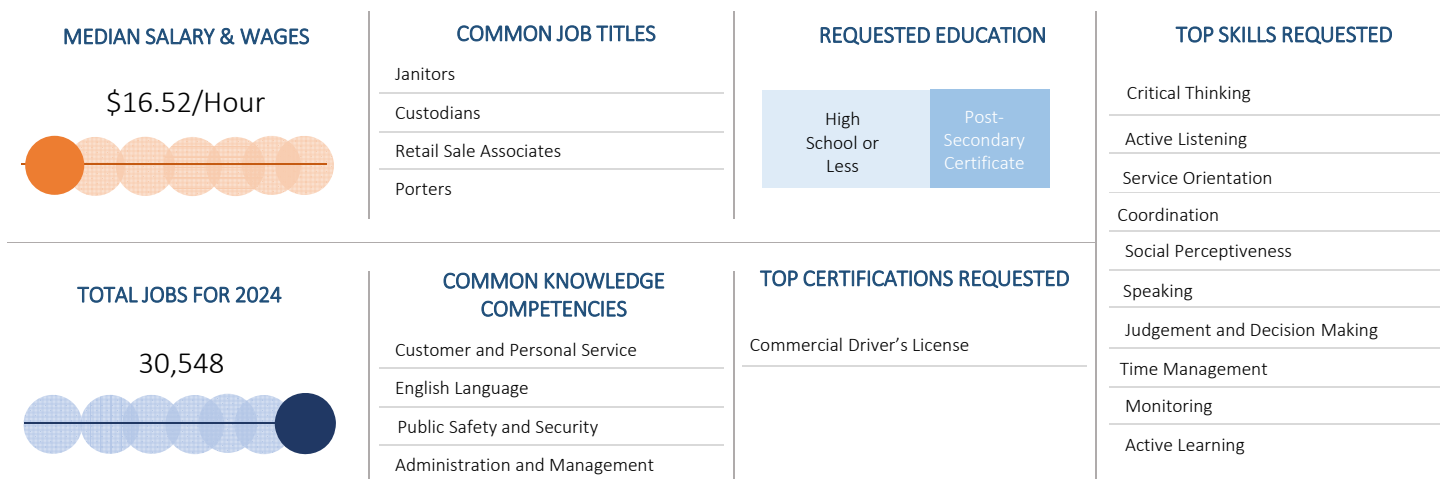 MEDIAN SALARY & WAGES
$16.52/Hour
COMMON JOB TITLES
Janitors
Custodians
Retail Sale Associates
Porters
REQUESTED EDUCATION
High
School or
Less
Post-
Secondary
Certificate
TOTAL JOBS FOR 2024
30,548
COMMON KNOWLEDGE
COMPETENCIES
Customer and Personal Service
English Language
Public Safety and Security
Administration and Management
TOP CERTIFICATIONS REQUESTED
Commercial Driver’s License
TOP SKILLS REQUESTED
Critical Thinking
Active Listening
Service Orientation
Coordination
Social Perceptiveness
Speaking
Judgement and Decision Making
Time Management
Monitoring
Active Learning